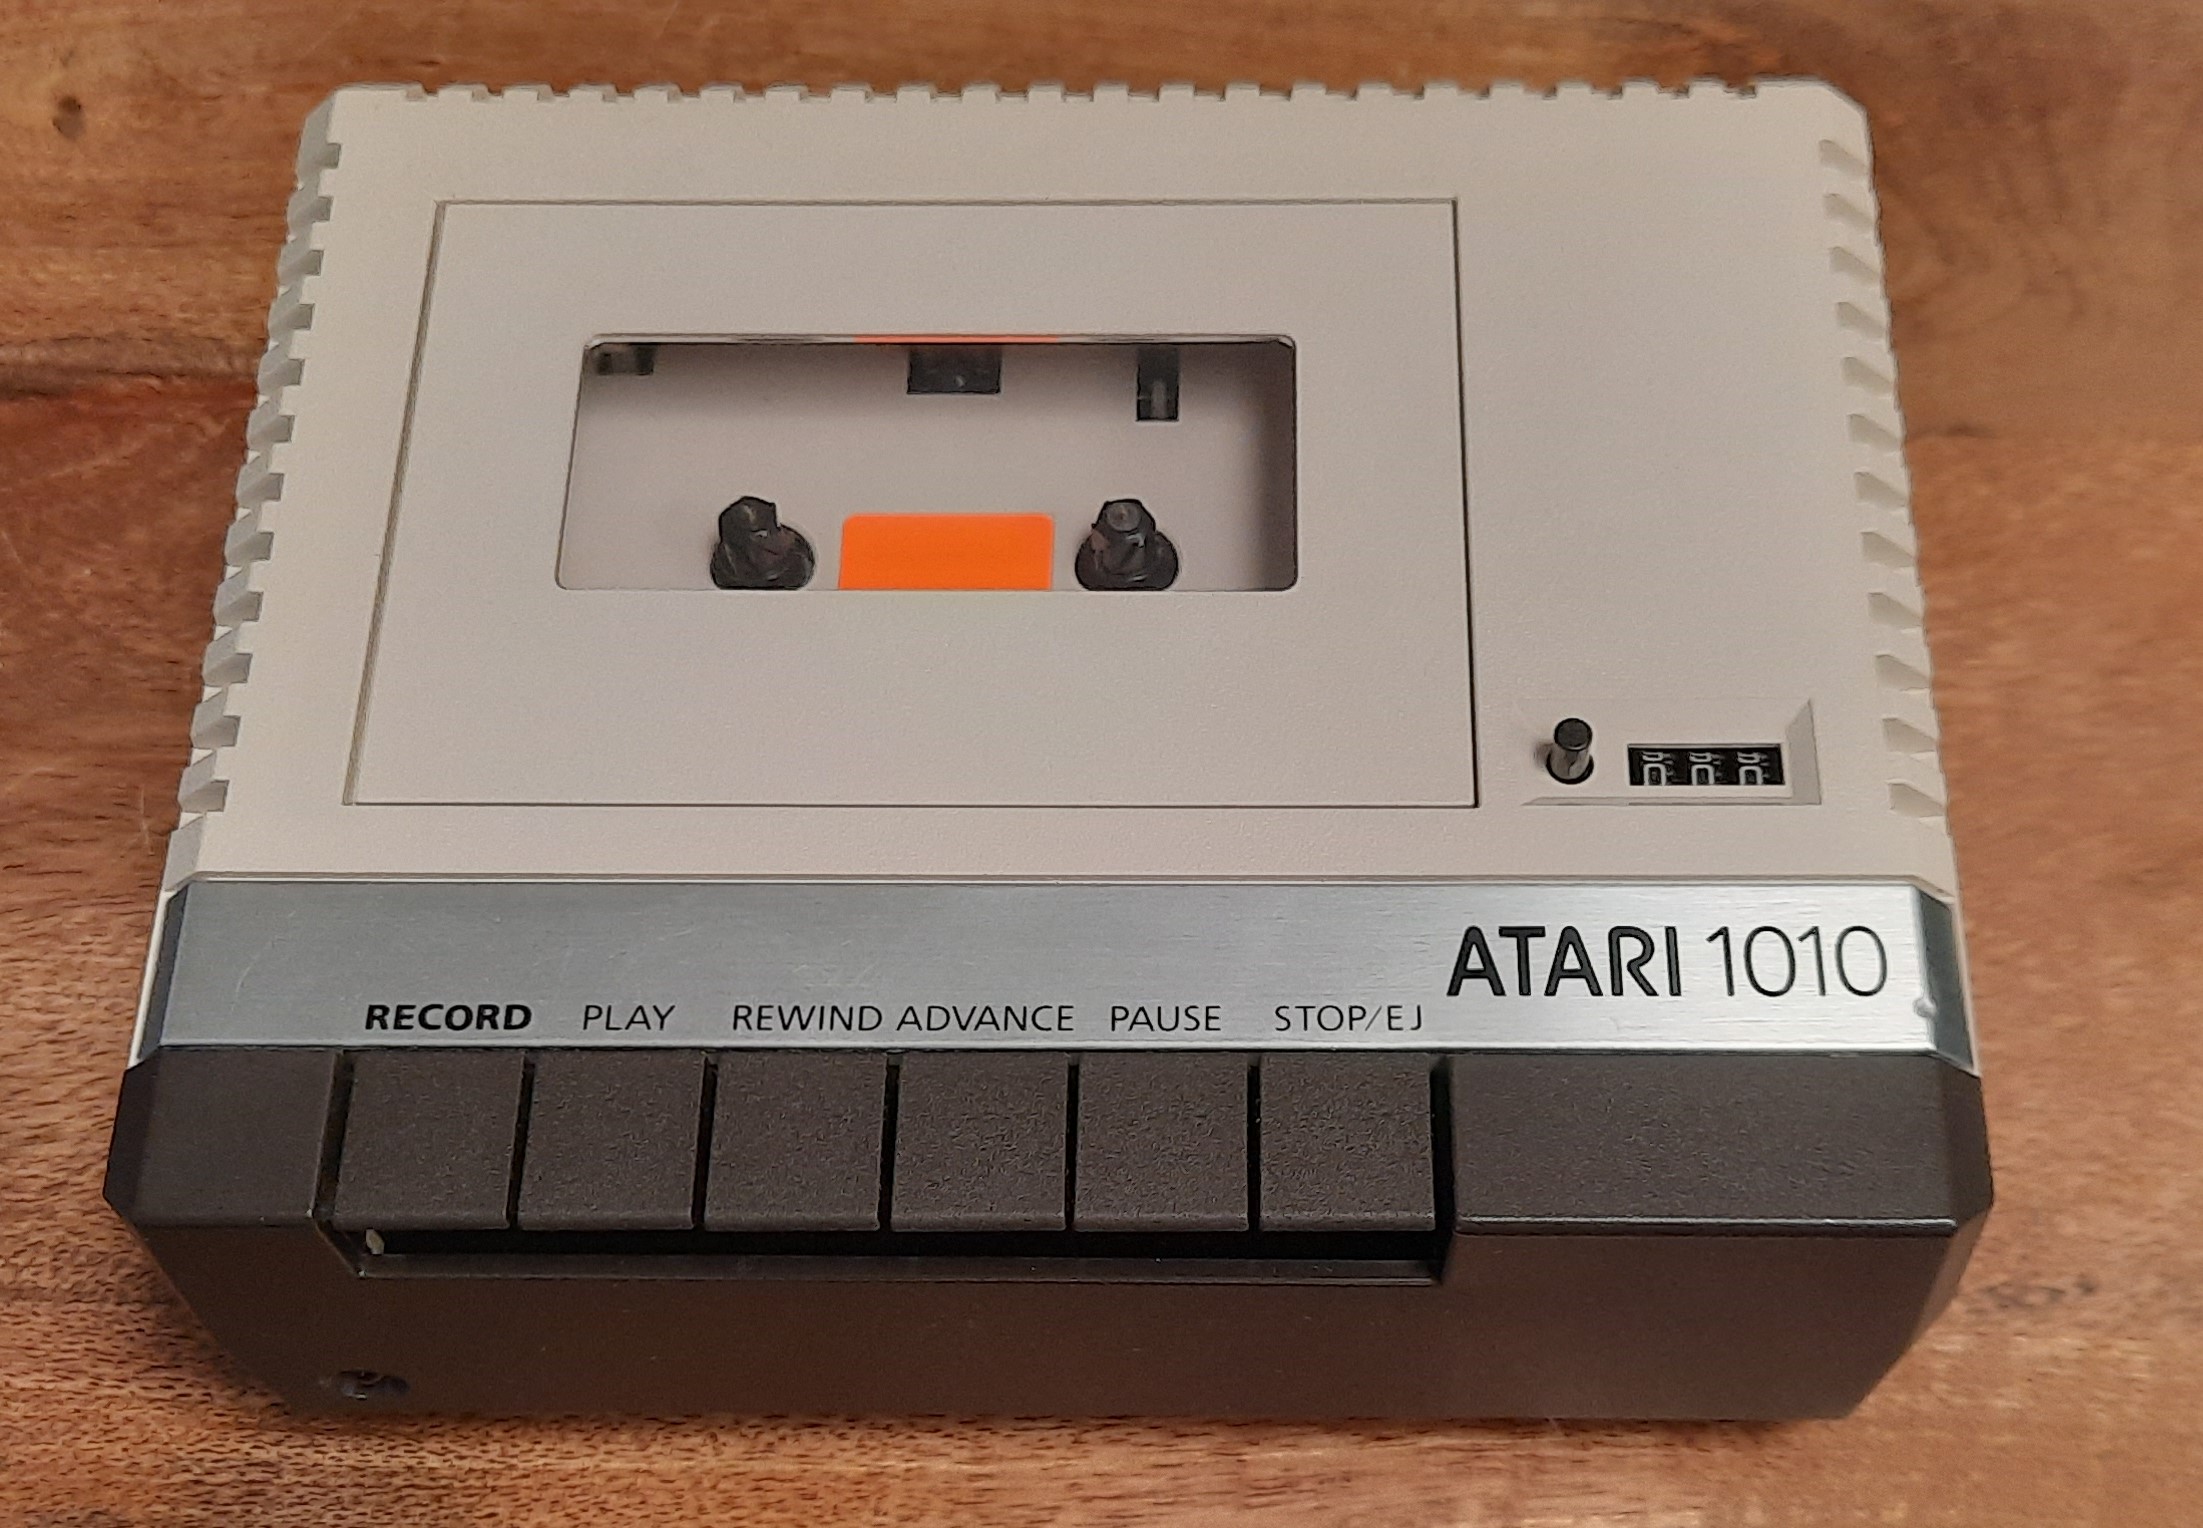 ATARI 1010
RECORD PLAY REWIND ADVANCE PAUSE STOP/EJ